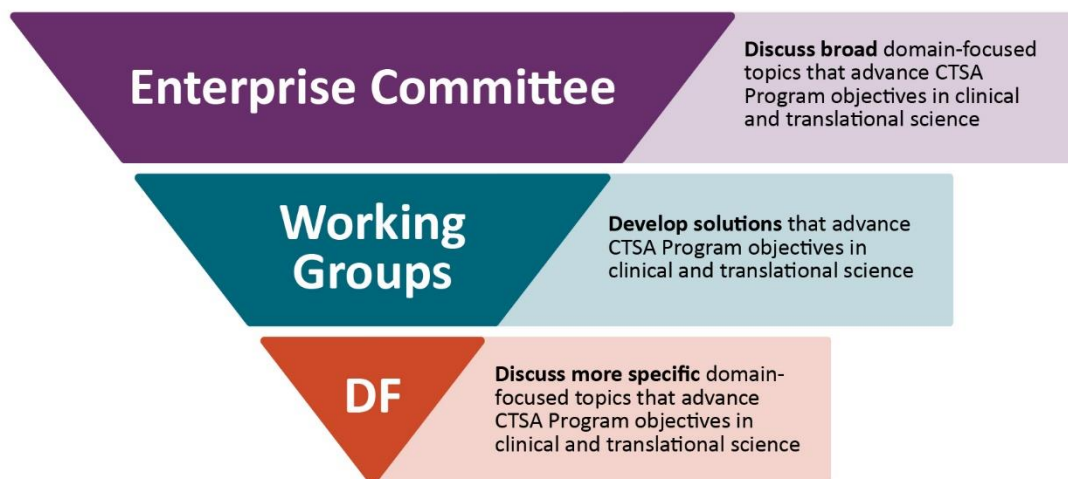 Enterprise Committee
Discuss broad domain-focused
topics that advance CTSA
Program objectives in clinical
and translational science
Working
Groups
Develop solutions that advance
CTSA Program objectives in
clinical and translational science
DF
Discuss more specific domain-
focused topics that advance
CTSA Program objectives in
clinical and translational science